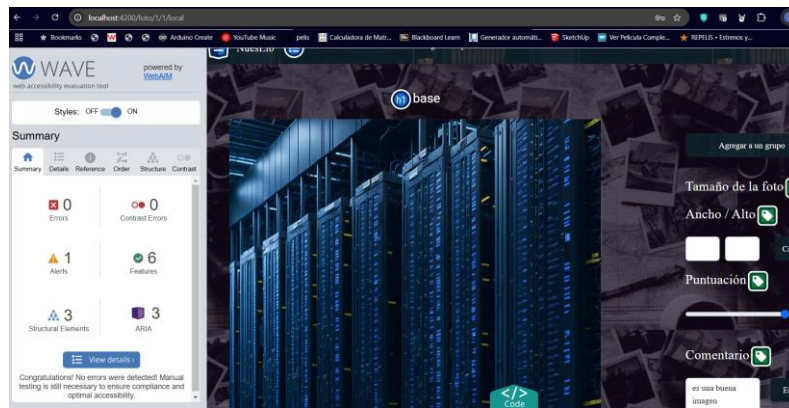 localhost:4200/foto/1/1/local
Bookmarks Arduino Create YouTube Music pelis Calculadora de Matr... Blackboard Learn Generador automáti... SketchUp Ver Película Comple... REPELIS • Estrenos y...
WAVE powered by
WebAIM
web accessibility evaluation tool
Styles: OFF ON
Summary
Summary Details Reference Order Structure Contrast
0 0
Errors Contrast Errors
1 6
Alerts Features
3 3
Structural Elements ARIA
View details ›
Congratulations! No errors were detected! Manual
testing is still necessary to ensure compliance and
optimal accessibility.
h1 base
Agregar a un grupo
Tamaño de la foto
Ancho / Alto
Puntuación
Comentario
es una buena
imagen
</>
Code